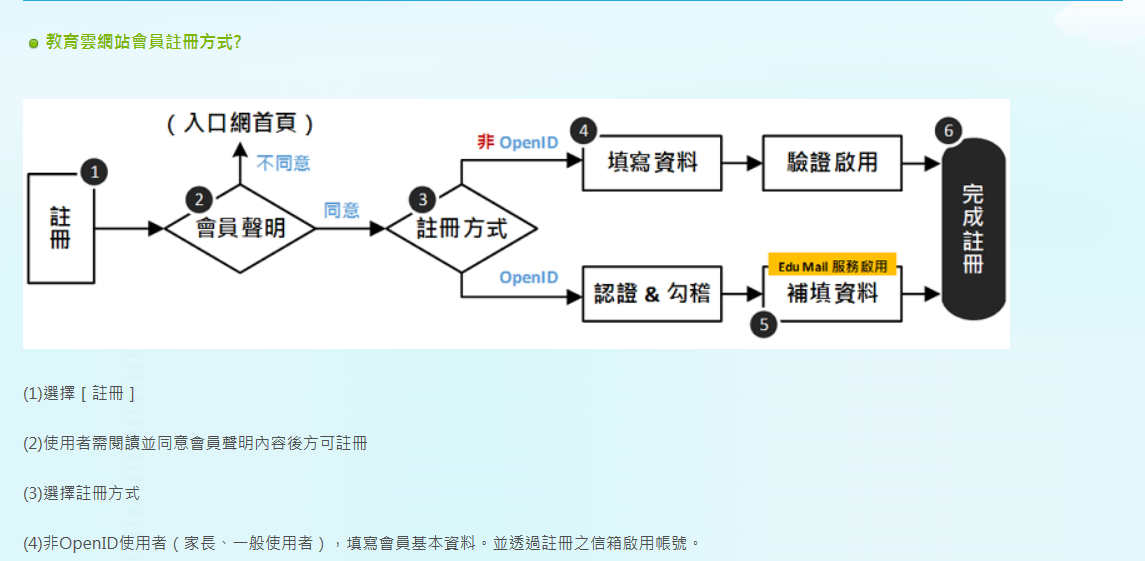 教育雲網站會員註冊方式?
(入口網首頁)
不同意
1
註冊
2
會員聲明
同意
3
註冊方式
非 OpenID
4
填寫資料
驗證啟用
6
完成註冊
OpenID
認證 & 勾稽
Edu Mail 服務啟用
補填資料
5
(1)選擇 [ 註冊 ]
(2)使用者需閱讀並同意會員聲明內容後方可註冊
(3)選擇註冊方式
(4)非OpenID使用者(家長、一般使用者),填寫會員基本資料。並透過註冊之信箱啟用帳號。